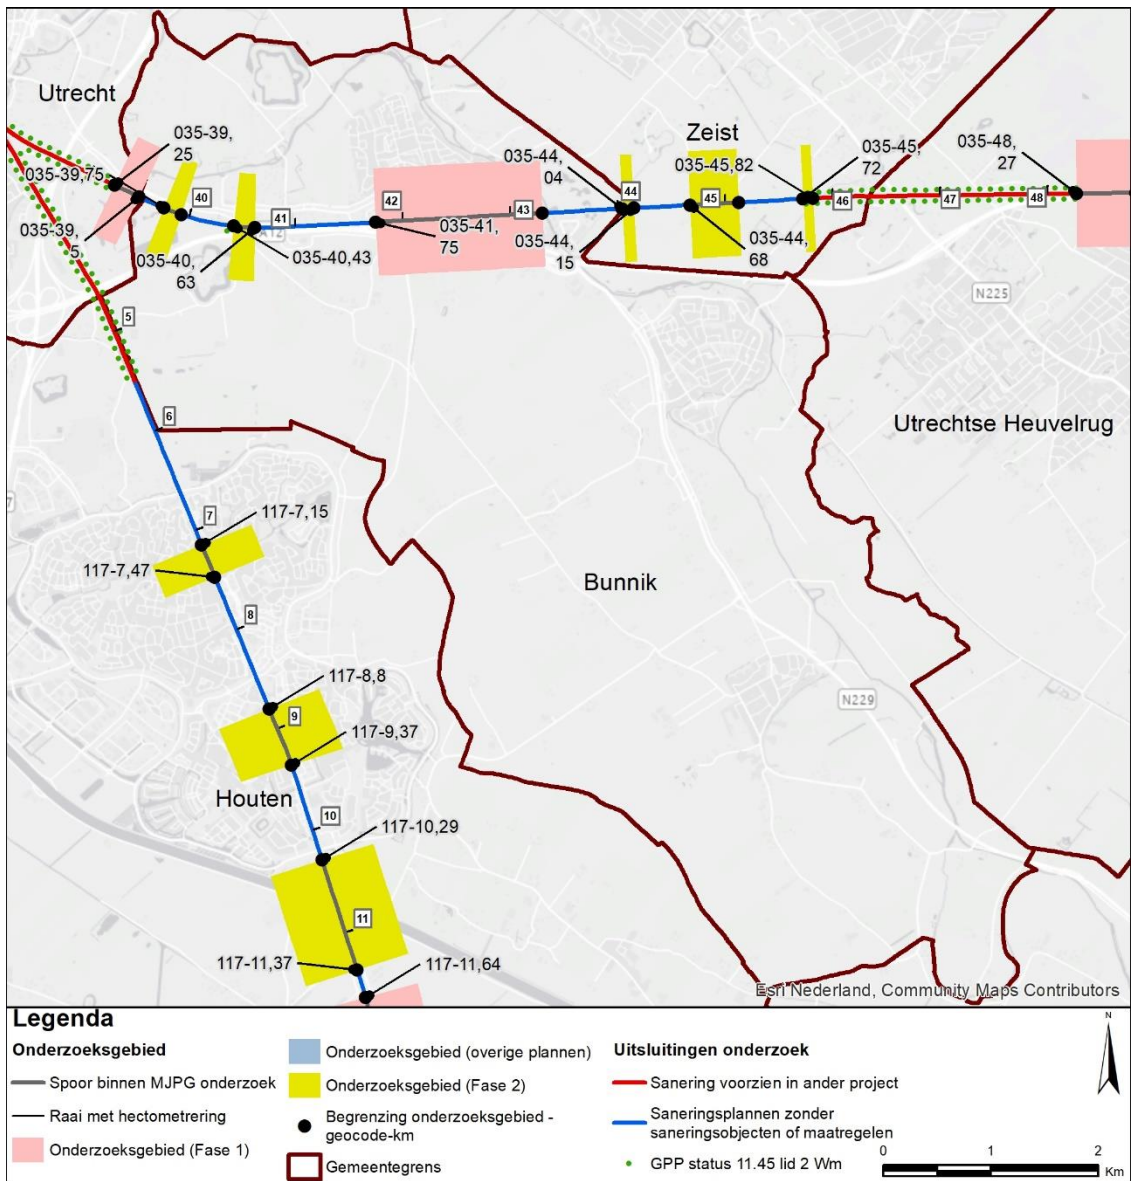 Utrecht
035-39,
25
035-39,75
035-39,
5
035-40,
63
035-40,43
40
41
42
43
035-41,
75
035-44,
04
035-44,
15
44
Zeist
035-45,82
45
035-44,
68
035-45,
72
46
47
48
035-48,
27
A12
N225
5
6
Utrechtse Heuvelrug
7
117-7,15
117-7,47
8
Bunnik
117-8,8
9
117-9,37
N229
Houten
10
117-10,29
11
117-11,37
117-11,64
Esri Nederland, Community Maps Contributors
Legenda
Onderzoeksgebied
Spoor binnen MJPG onderzoek
Raai met hectometrering
Onderzoeksgebied (Fase 1)
Onderzoeksgebied (overige plannen)
Onderzoeksgebied (Fase 2)
Begrenzing onderzoeksgebied -
geocode-km
Gemeentegrens
Uitsluitingen onderzoek
Sanering voorzien in ander project
Saneringsplannen zonder
saneringsobjecten of maatregelen
GPP status 11.45 lid 2 Wm
N
0 1 2
Km